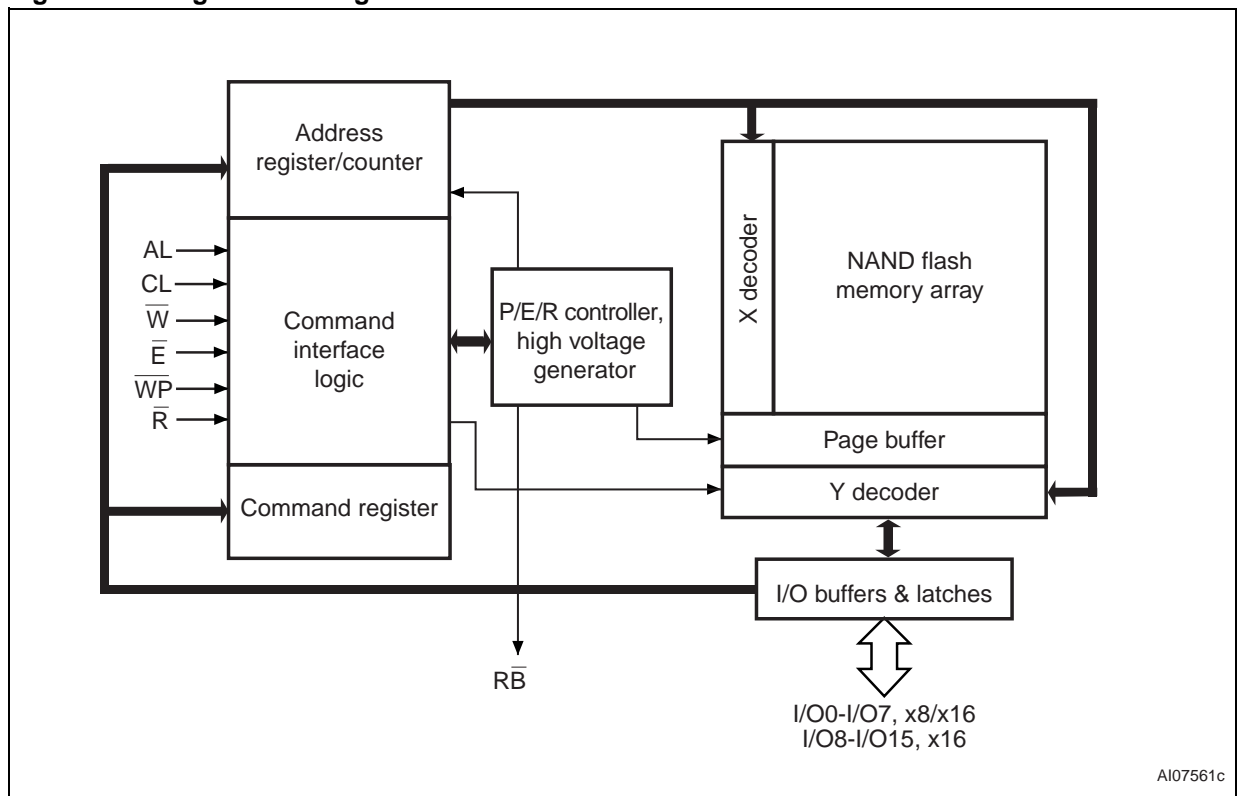 Address
register/counter
AL
CL
W̅
E̅
W̅P̅
R̅
Command
interface
logic
Command register
P/E/R controller,
high voltage
generator
RB̅
X decoder
NAND flash
memory array
Page buffer
Y decoder
I/O buffers & latches
I/O0-I/O7, x8/x16
I/O8-I/O15, x16
AI07561c